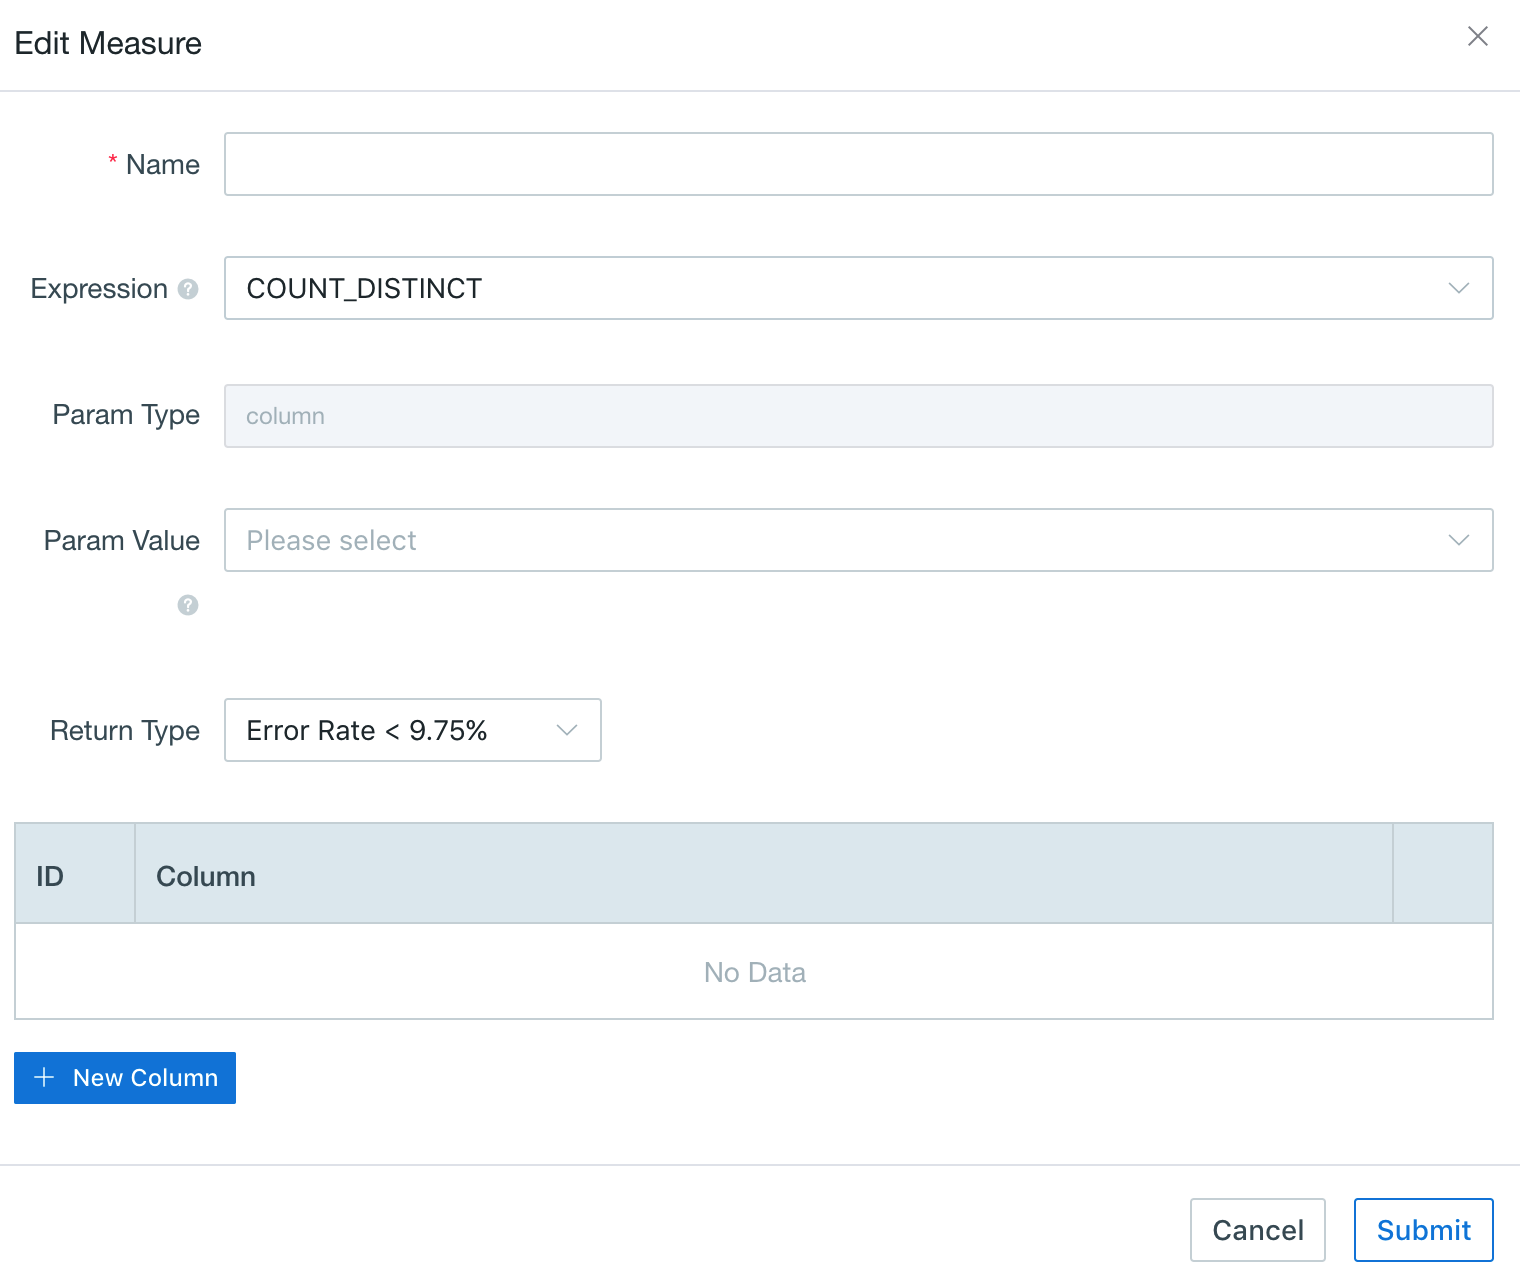 Edit Measure
* Name
Expression ? COUNT_DISTINCT
Param Type column
Param Value Please select
?
Return Type Error Rate < 9.75%
ID Column
No Data
+ New Column
Cancel Submit